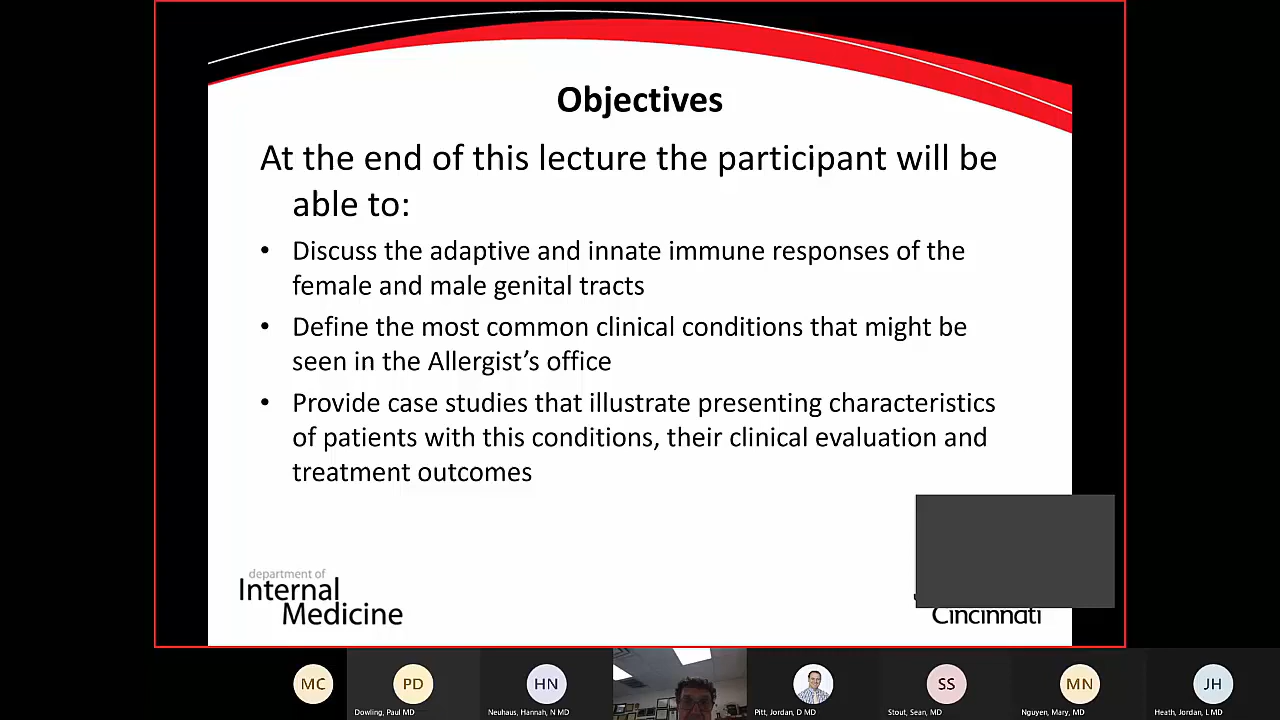 Objectives
At the end of this lecture the participant will be
able to:
• Discuss the adaptive and innate immune responses of the
female and male genital tracts
• Define the most common clinical conditions that might be
seen in the Allergist’s office
• Provide case studies that illustrate presenting characteristics
of patients with this conditions, their clinical evaluation and
treatment outcomes
department of
Internal
Medicine
Cincinnati
MC
PD
HN
SS
MN
JH
Dowling, Paul MD
Neuhaus, Hannah, N MD
Pitt, Jordan, D MD
Stout, Sean, MD
Nguyen, Mary, MD
Heath, Jordan, L MD